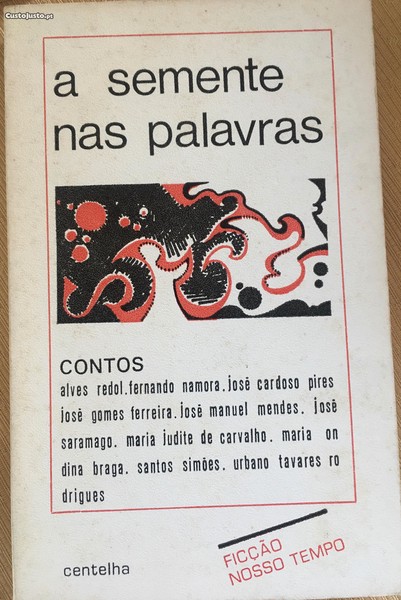 CustoJusto.pt
a semente
nas palavras
CONTOS
alves redol.fernando namora.josé cardoso pires
josé gomes ferreira.josé manuel mendes. josé
saramago. maria judite de carvalho. maria on
dina braga. santos simões. urbano tavares ro
drigues
centelha
FICÇÃO
NOSSO TEMPO